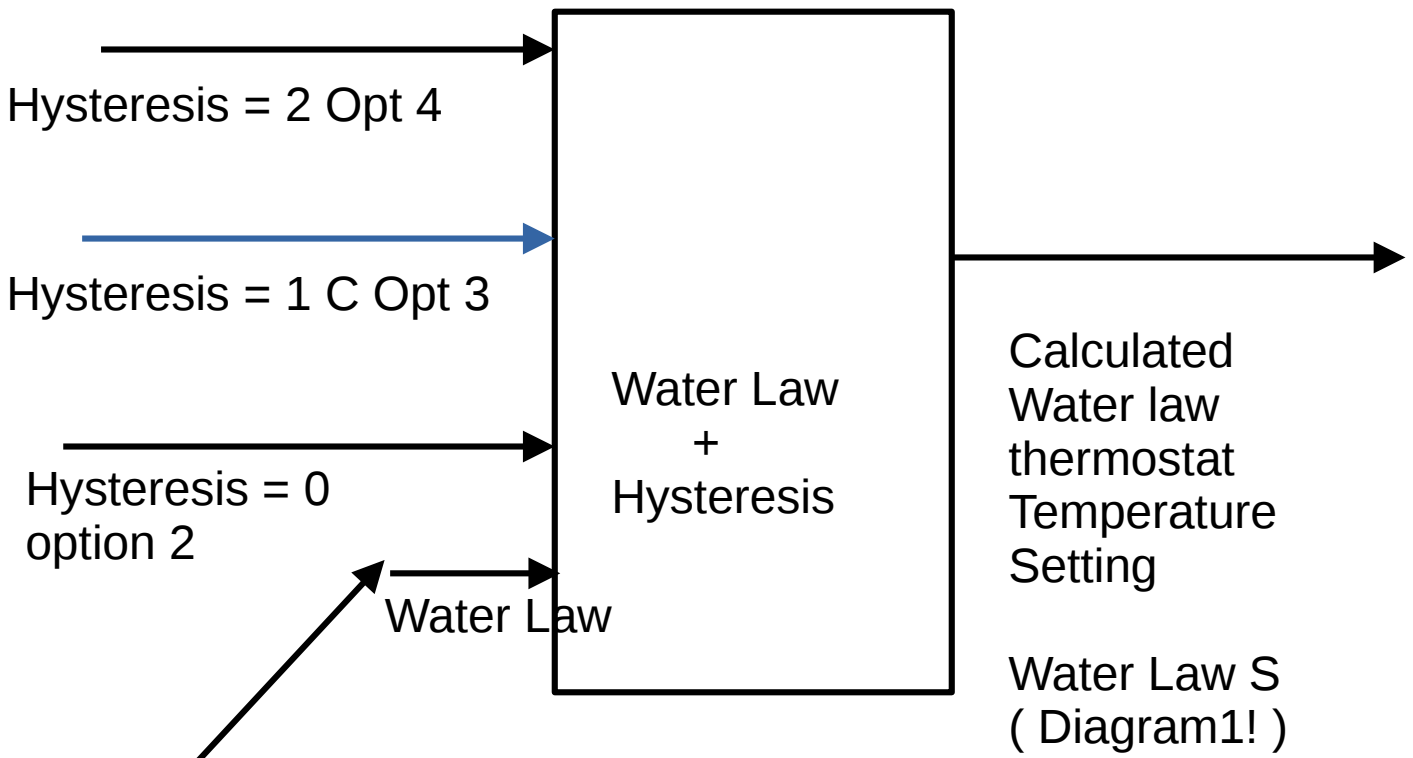 Hysteresis = 2 Opt 4
Hysteresis = 1 C Opt 3
Hysteresis = 0
option 2
Water Law
Water Law
+
Hysteresis
Calculated
Water law
thermostat
Temperature
Setting
Water Law S
( Diagram1! )